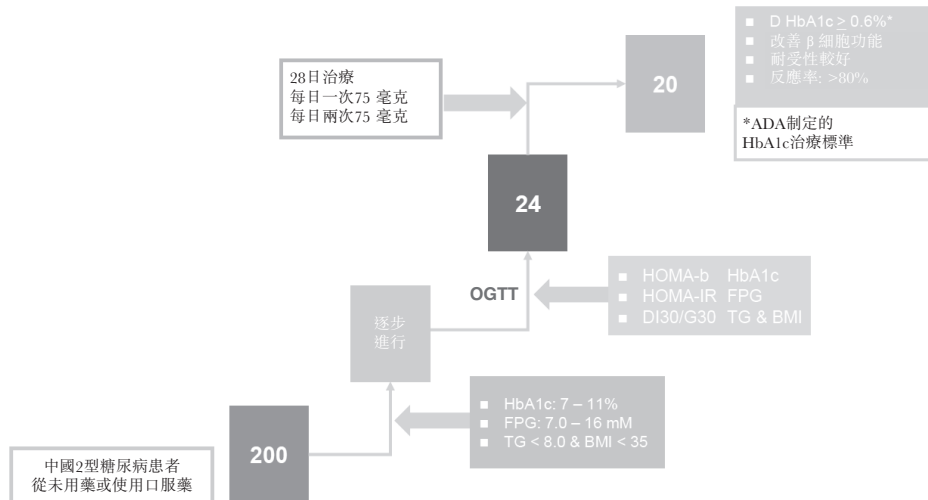 D HbA1c ≥ 0.6%*
改善 β 細胞功能
耐受性較好
反應率: >80%
28日治療
每日一次75 毫克
每日兩次75 毫克
20
*ADA制定的
HbA1c治療標準
24
OGTT
HOMA-b HbA1c
HOMA-IR FPG
DI30/G30 TG & BMI
逐步
進行
HbA1c: 7 – 11%
FPG: 7.0 – 16 mM
TG < 8.0 & BMI < 35
200
中國2型糖尿病患者
從未用藥或使用口服藥